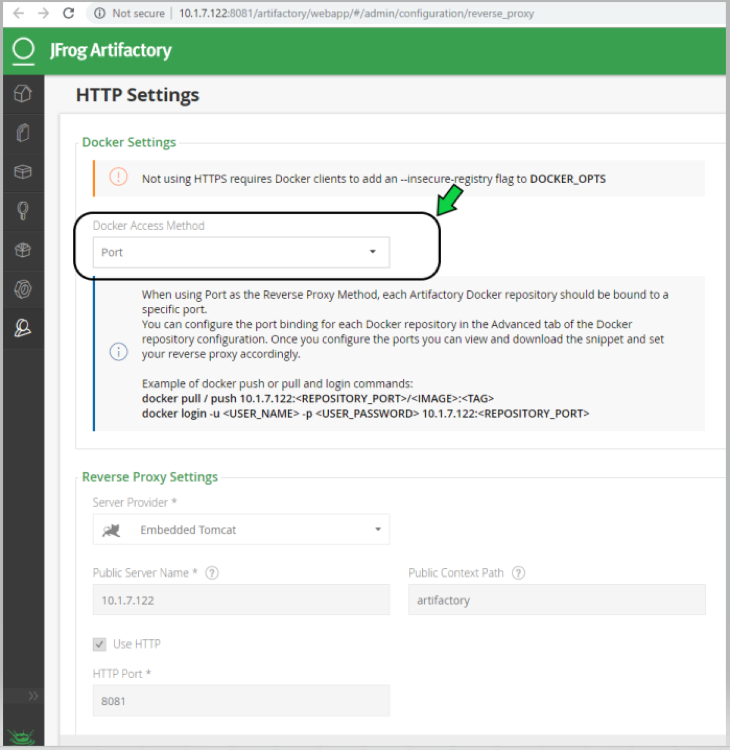 Not secure | 10.1.7.122:8081/artifactory/webapp/#/admin/configuration/reverse_proxy
JFrog Artifactory
HTTP Settings
Docker Settings
Not using HTTPS requires Docker clients to add an --insecure-registry flag to DOCKER_OPTS
Docker Access Method
Port
When using Port as the Reverse Proxy Method, each Artifactory Docker repository should be bound to a
specific port.
You can configure the port binding for each Docker repository in the Advanced tab of the Docker
repository configuration. Once you configure the ports you can view and download the snippet and set
your reverse proxy accordingly.
Example of docker push or pull and login commands:
docker pull / push 10.1.7.122:<REPOSITORY_PORT>/<IMAGE>:<TAG>
docker login -u <USER_NAME> -p <USER_PASSWORD> 10.1.7.122:<REPOSITORY_PORT>
Reverse Proxy Settings
Server Provider *
Embedded Tomcat
Public Server Name * ? Public Context Path ?
10.1.7.122 artifactory
Use HTTP
HTTP Port *
8081